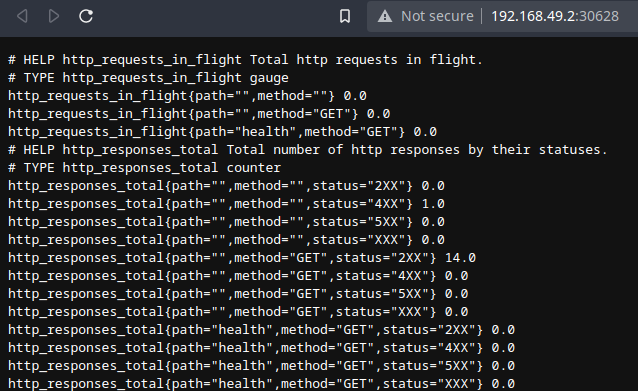 Not secure | 192.168.49.2:30628
# HELP http_requests_in_flight Total http requests in flight.
# TYPE http_requests_in_flight gauge
http_requests_in_flight{path="",method=""} 0.0
http_requests_in_flight{path="",method="GET"} 0.0
http_requests_in_flight{path="health",method="GET"} 0.0
# HELP http_responses_total Total number of http responses by their statuses.
# TYPE http_responses_total counter
http_responses_total{path="",method="",status="2XX"} 0.0
http_responses_total{path="",method="",status="4XX"} 1.0
http_responses_total{path="",method="",status="5XX"} 0.0
http_responses_total{path="",method="",status="XXX"} 0.0
http_responses_total{path="",method="GET",status="2XX"} 14.0
http_responses_total{path="",method="GET",status="4XX"} 0.0
http_responses_total{path="",method="GET",status="5XX"} 0.0
http_responses_total{path="",method="GET",status="XXX"} 0.0
http_responses_total{path="health",method="GET",status="2XX"} 0.0
http_responses_total{path="health",method="GET",status="4XX"} 0.0
http_responses_total{path="health",method="GET",status="5XX"} 0.0
http_responses_total{path="health",method="GET",status="XXX"} 0.0